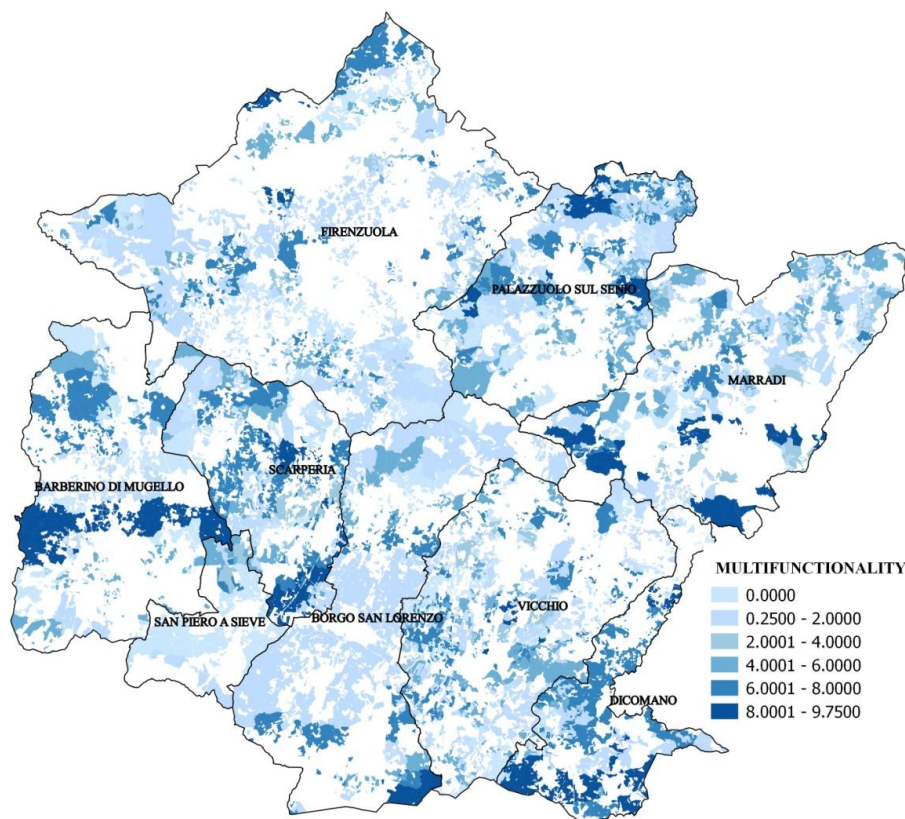 FIRENZUOLA
PALAZZUOLO SUL SENIO
MARRADI
SCARPERIA
BARBERINO DI MUGELLO
VICCHIO
SAN PIERO A SIEVE
BORGO SAN LORENZO
DICOMANO
MULTIFUNCTIONALITY
0.0000
0.2500 - 2.0000
2.0001 - 4.0000
4.0001 - 6.0000
6.0001 - 8.0000
8.0001 - 9.7500